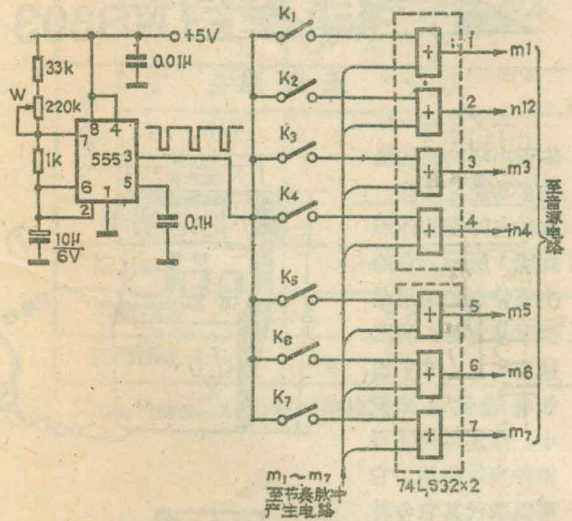 +5V
33k
0.01μ
W
220k
7
8
4
1k
555
3
6
5
1
2
10μ
6V
0.1μ
K1
K2
K3
K4
K5
K6
K7
+
1
m1
+
2
m2
+
3
m3
+
4
m4
+
5
m5
+
6
m6
+
7
m7
至音源电路
m₁~m₇
至节奏脉冲
产生电路
74LS32×2